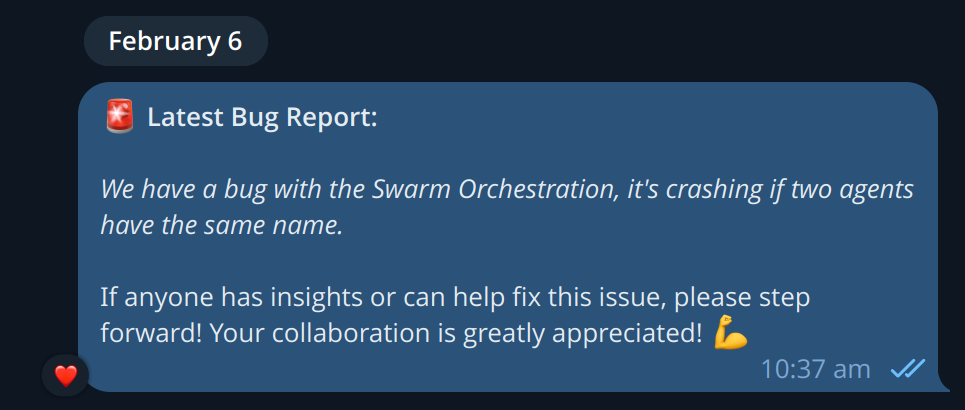 February 6
🚨 Latest Bug Report:
We have a bug with the Swarm Orchestration, it's crashing if two agents
have the same name.
If anyone has insights or can help fix this issue, please step
forward! Your collaboration is greatly appreciated! 💪
10:37 am